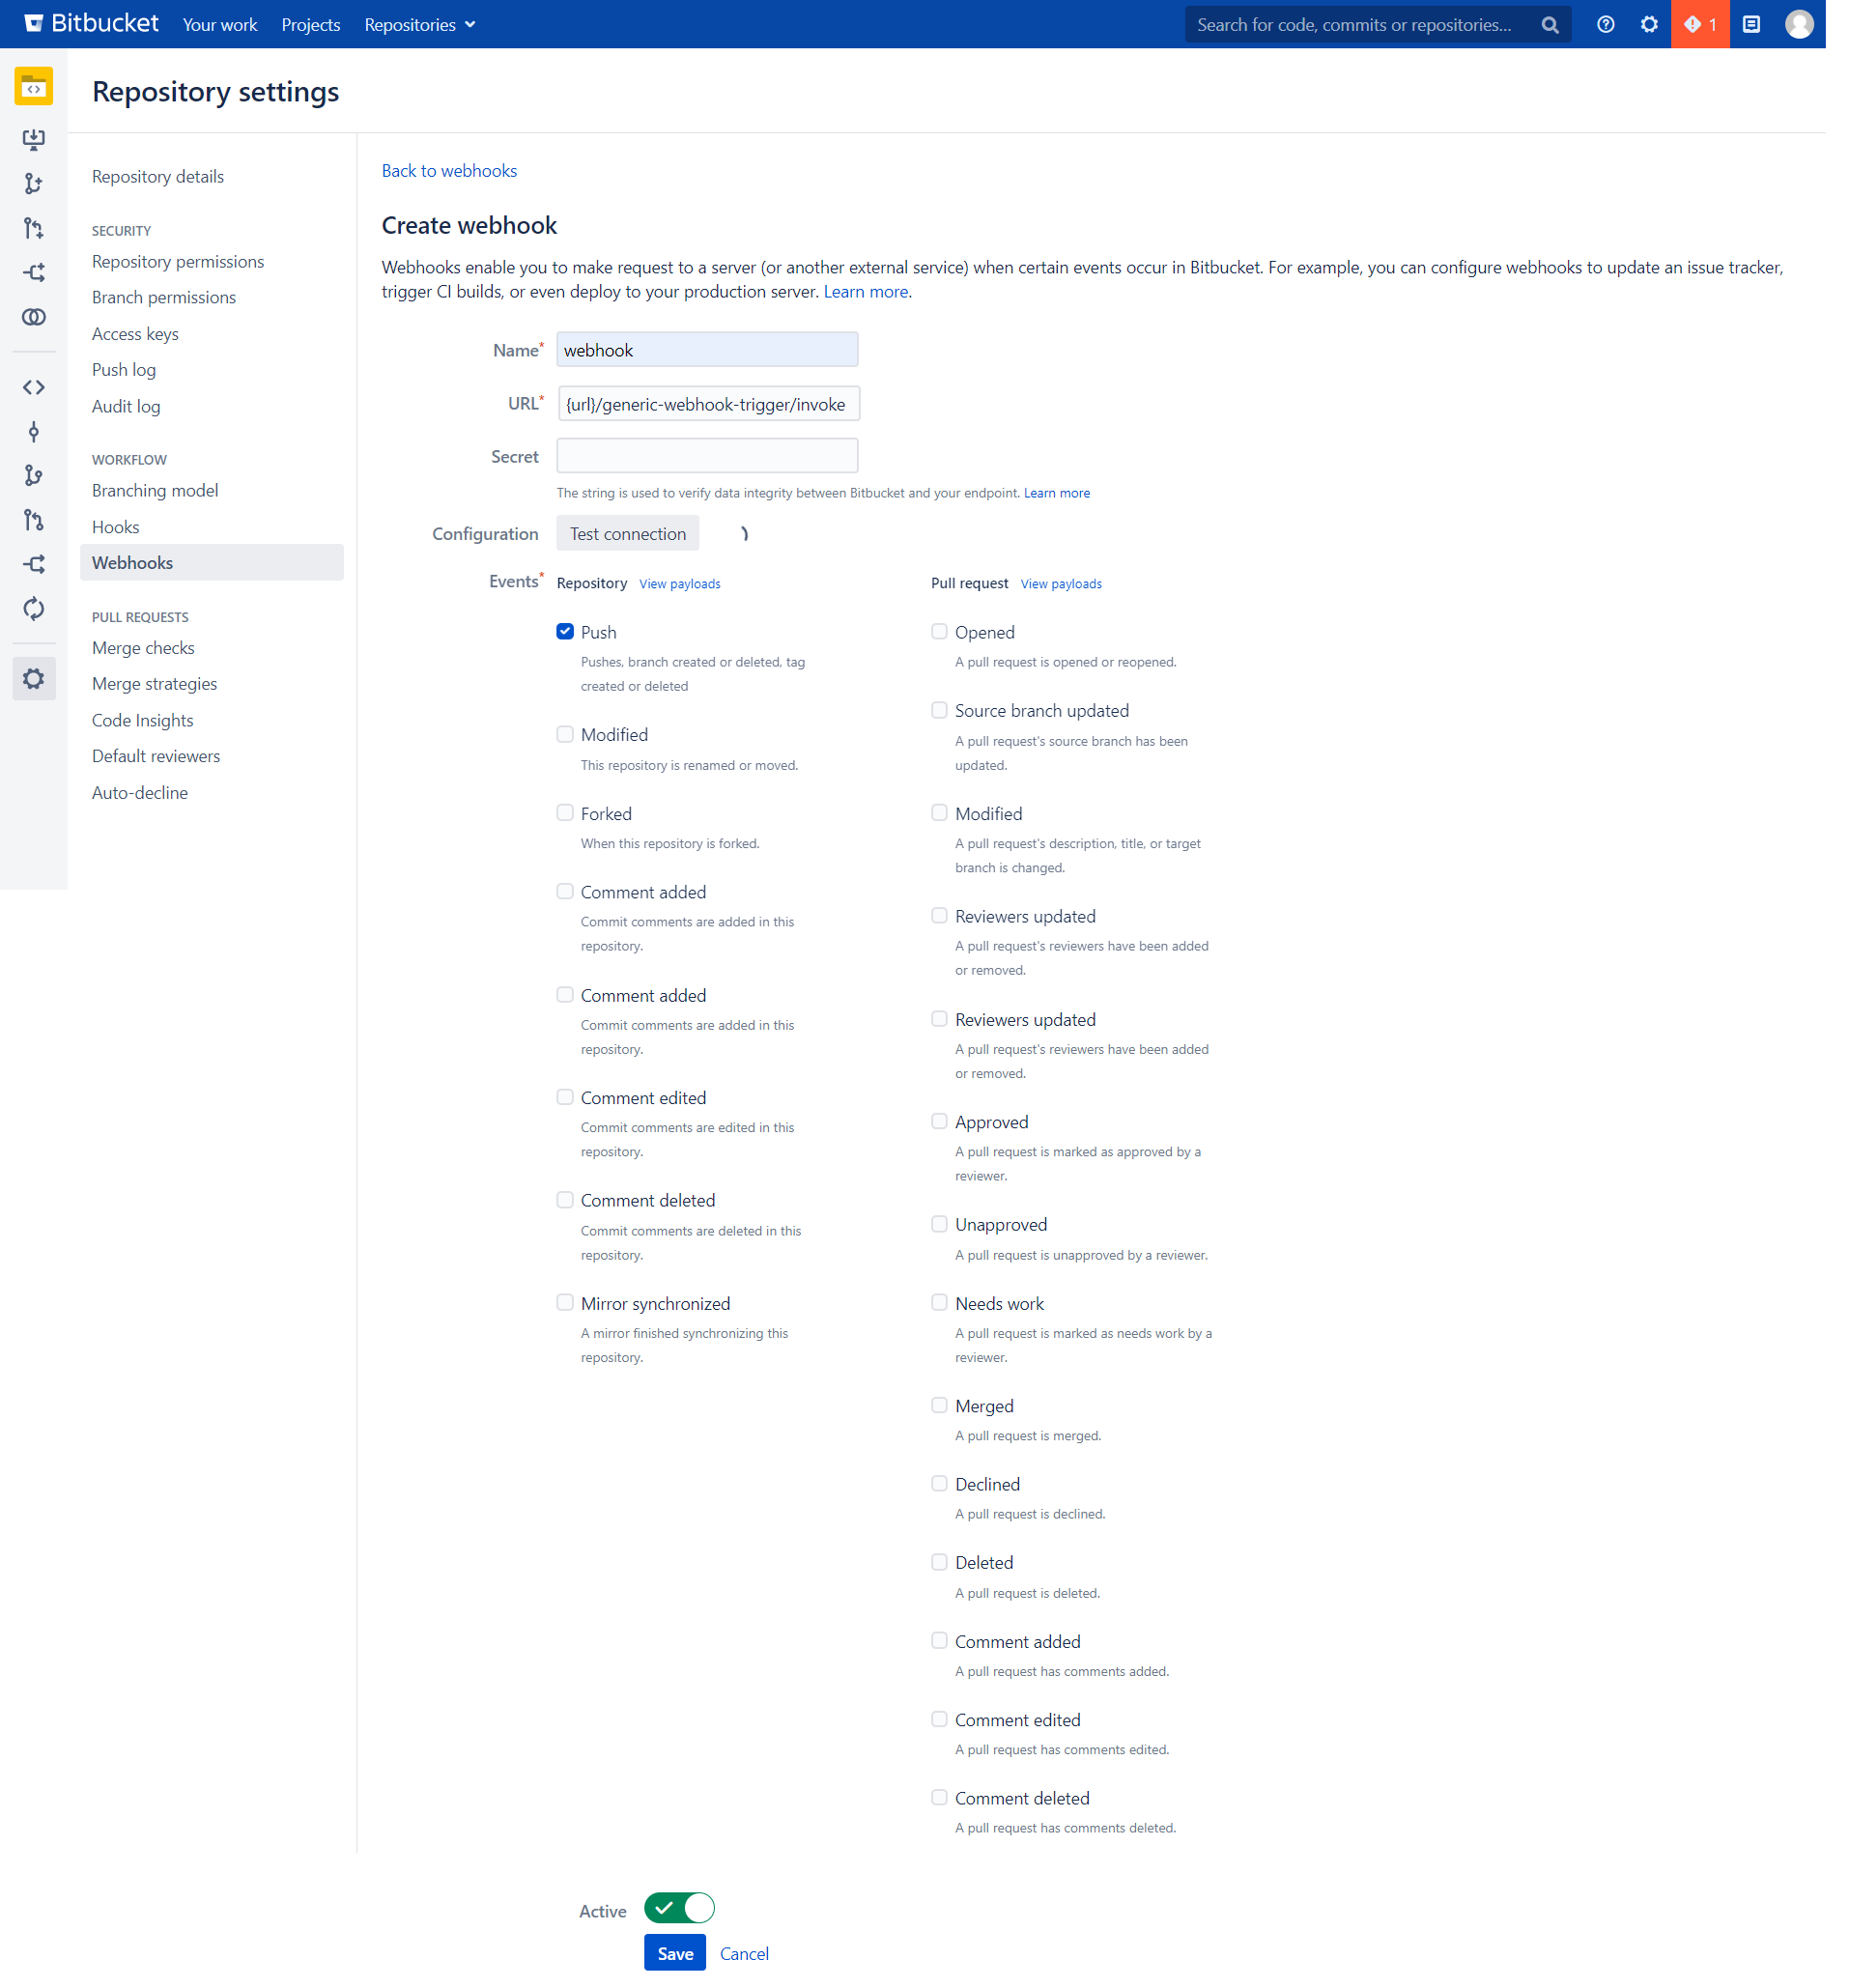 Bitbucket
Your work
Projects
Repositories
Search for code, commits or repositories...
1
Repository settings
Repository details
SECURITY
Repository permissions
Branch permissions
Access keys
Push log
Audit log
WORKFLOW
Branching model
Hooks
Webhooks
PULL REQUESTS
Merge checks
Merge strategies
Code Insights
Default reviewers
Auto-decline
Back to webhooks
Create webhook
Webhooks enable you to make request to a server (or another external service) when certain events occur in Bitbucket. For example, you can configure webhooks to update an issue tracker,
trigger CI builds, or even deploy to your production server. Learn more.
Name* webhook
URL* {url}/generic-webhook-trigger/invoke
Secret
The string is used to verify data integrity between Bitbucket and your endpoint. Learn more
Configuration Test connection
Events* Repository View payloads
Push
Pushes, branch created or deleted, tag
created or deleted
Modified
This repository is renamed or moved.
Forked
When this repository is forked.
Comment added
Commit comments are added in this
repository.
Comment added
Commit comments are added in this
repository.
Comment edited
Commit comments are edited in this
repository.
Comment deleted
Commit comments are deleted in this
repository.
Mirror synchronized
A mirror finished synchronizing this
repository.
Pull request View payloads
Opened
A pull request is opened or reopened.
Source branch updated
A pull request's source branch has been
updated.
Modified
A pull request's description, title, or target
branch is changed.
Reviewers updated
A pull request's reviewers have been added
or removed.
Reviewers updated
A pull request's reviewers have been added
or removed.
Approved
A pull request is marked as approved by a
reviewer.
Unapproved
A pull request is unapproved by a reviewer.
Needs work
A pull request is marked as needs work by a
reviewer.
Merged
A pull request is merged.
Declined
A pull request is declined.
Deleted
A pull request is deleted.
Comment added
A pull request has comments added.
Comment edited
A pull request has comments edited.
Comment deleted
A pull request has comments deleted.
Active
Save Cancel